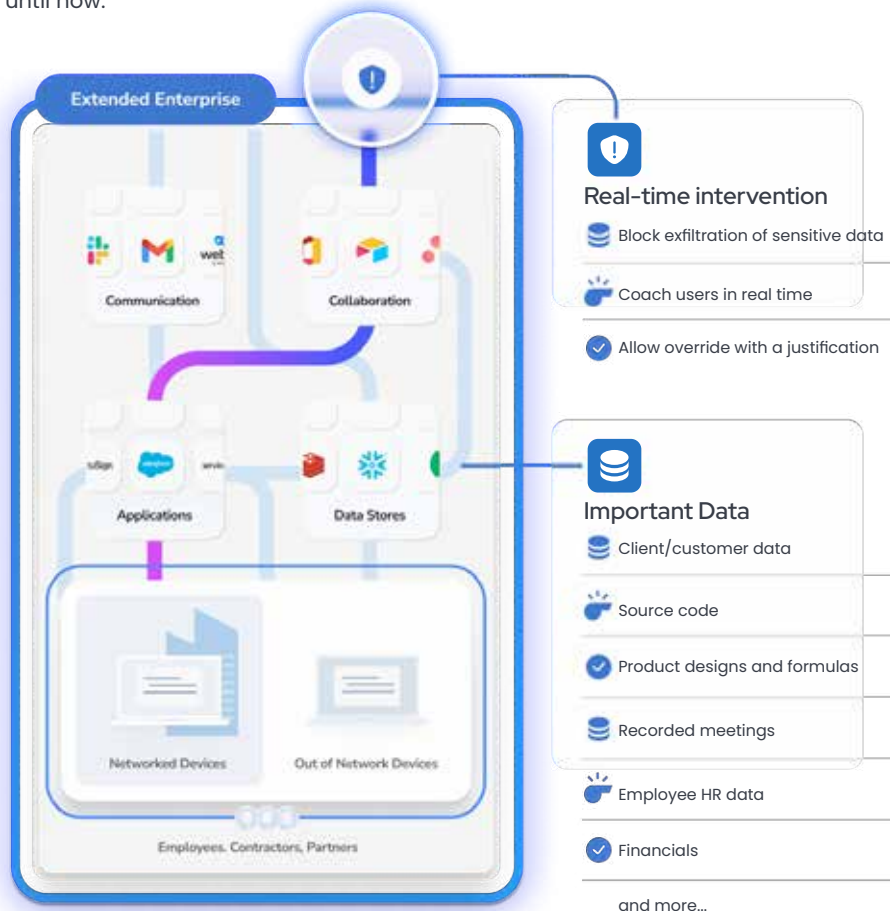 until now.
Extended Enterprise
Real-time intervention
Block exfiltration of sensitive data
Coach users in real time
Allow override with a justification
web
Communication
Collaboration
Applications
Data Stores
Important Data
Client/customer data
Source code
Product designs and formulas
Recorded meetings
Employee HR data
Financials
and more...
Networked Devices
Out of Network Devices
Employees. Contractors, Partners